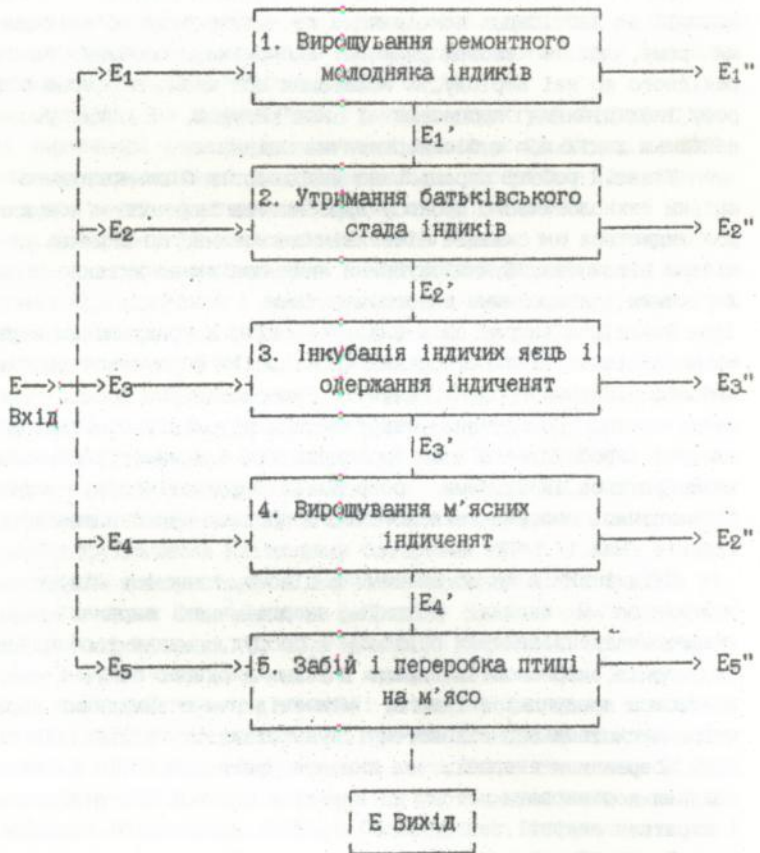 1. Вирощуьання ремонтного
E₁ молодняка індиків E₁''
E₁'
2. Утримання батьківського
E₂ стада індиків E₂''
E₂'
3. Інкубація індичих яєць і
E E₃ одержання індиченят E₃''
Вхід
E₃'
4. Вирощування м'ясних
E₄ індиченят E₂''
E₄'
E₅ 5. Забій і переробка птиці E₅''
на м'ясо
E Вихід